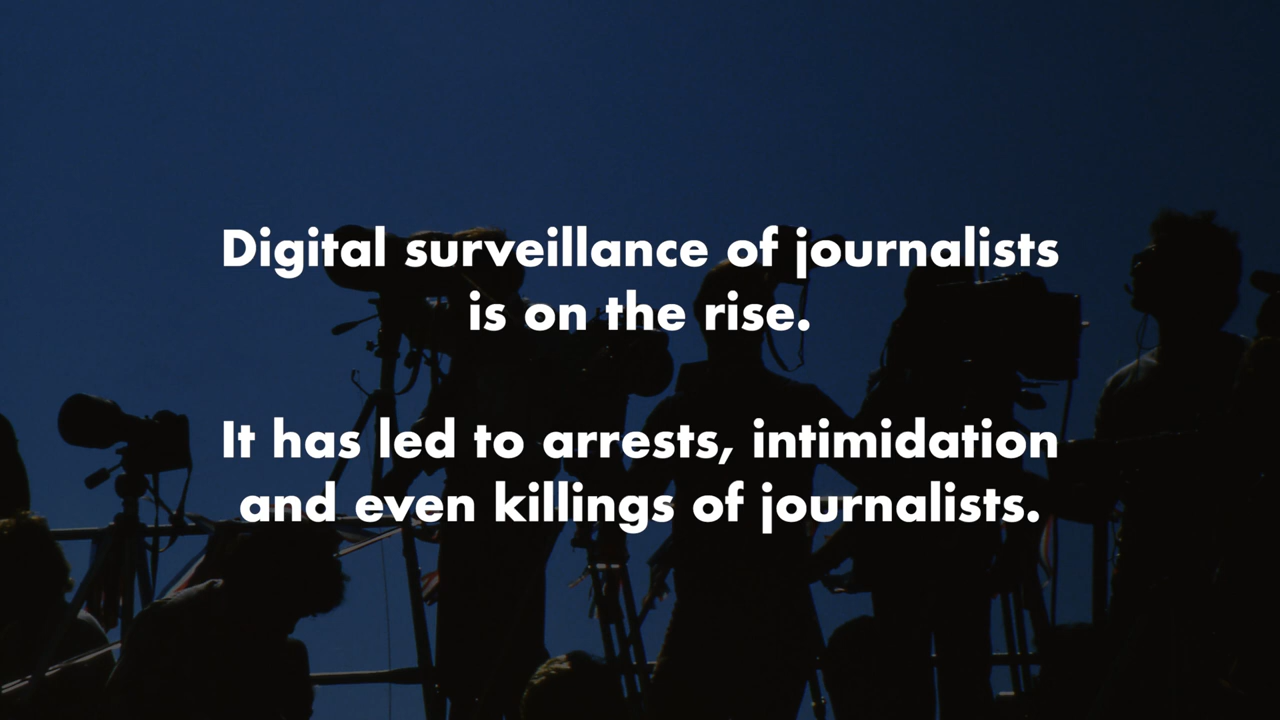 Digital surveillance of journalists
is on the rise.
It has led to arrests, intimidation
and even killings of journalists.